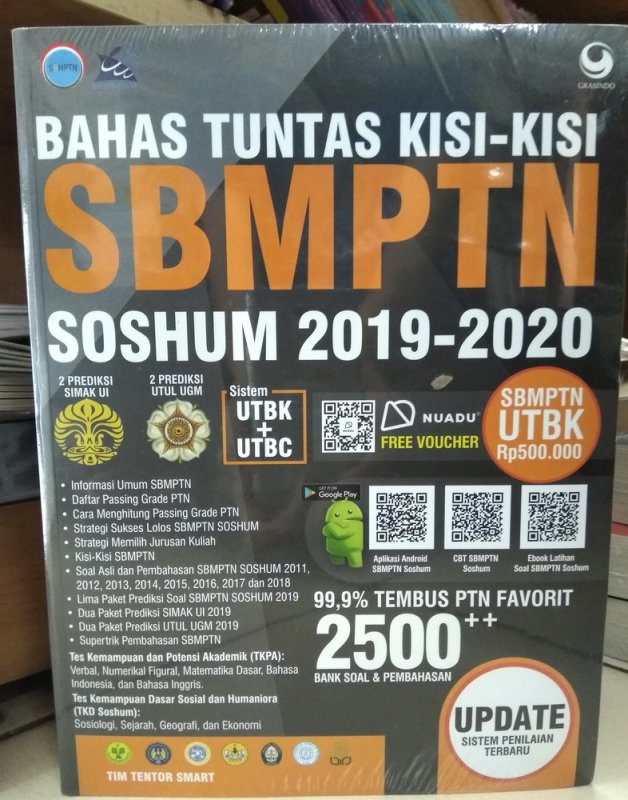 SBMPTN
GRASINDO
BAHAS TUNTAS KISI-KISI
SBMPTN
SOSHUM 2019-2020
2 PREDIKSI
SIMAK UI
2 PREDIKSI
UTUL UGM
Sistem
UTBK
+
UTBC
NUADU
FREE VOUCHER
SBMPTN
UTBK
Rp500.000
• Informasi Umum SBMPTN
• Daftar Passing Grade PTN
• Cara Menghitung Passing Grade PTN
• Strategi Sukses Lolos SBMPTN SOSHUM
• Strategi Memilih Jurusan Kuliah
• Kisi-Kisi SBMPTN
• Soal Asli dan Pembahasan SBMPTN SOSHUM 2011,
2012, 2013, 2014, 2015, 2016, 2017 dan 2018
• Lima Paket Prediksi Soal SBMPTN SOSHUM 2019
• Dua Paket Prediksi SIMAK UI 2019
• Dua Paket Prediksi UTUL UGM 2019
• Supertrik Pembahasan SBMPTN
Tes Kemampuan dan Potensi Akademik (TKPA):
Verbal, Numerikal Figural, Matematika Dasar, Bahasa
Indonesia, dan Bahasa Inggris.
Tes Kemampuan Dasar Sosial dan Humaniora
(TKD Soshum):
Sosiologi, Sejarah, Geografi, dan Ekonomi
GET IT ON
Google Play
Aplikasi Android
SBMPTN Soshum
CBT SBMPTN
Soshum
Ebook Latihan
Soal SBMPTN Soshum
99,9% TEMBUS PTN FAVORIT
2500++
BANK SOAL & PEMBAHASAN
UPDATE
SISTEM PENILAIAN
TERBARU
TIM TENTOR SMART